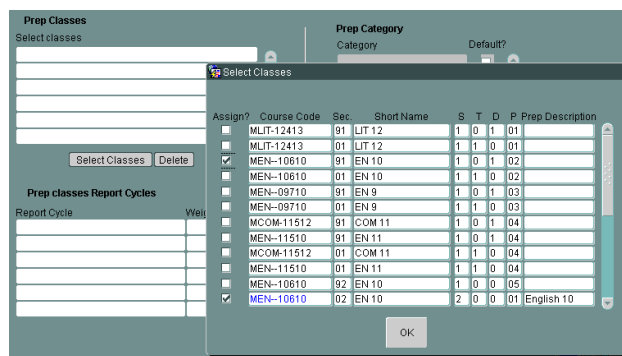 Prep Classes
Select classes
Prep Category
Category Default?
Select Classes
Assign? Course Code Sec. Short Name S T D P Prep Description
MLIT-12413 91 LIT 12 1 0 1 01
MLIT-12413 01 LIT 12 1 1 0 01
MEN--10610 91 EN 10 1 0 1 02
MEN--10610 01 EN 10 1 1 0 02
MEN--09710 91 EN 9 1 0 1 03
MEN--09710 01 EN 9 1 1 0 03
MCOM-11512 91 COM 11 1 0 1 04
MEN--11510 91 EN 11 1 0 1 04
MCOM-11512 01 COM 11 1 1 0 04
MEN--11510 01 EN 11 1 1 0 04
MEN--10610 92 EN 10 1 0 0 05
MEN--10610 02 EN 10 2 0 0 01 English 10
OK
Select Classes Delete
Prep classes Report Cycles
Report Cycle Weig